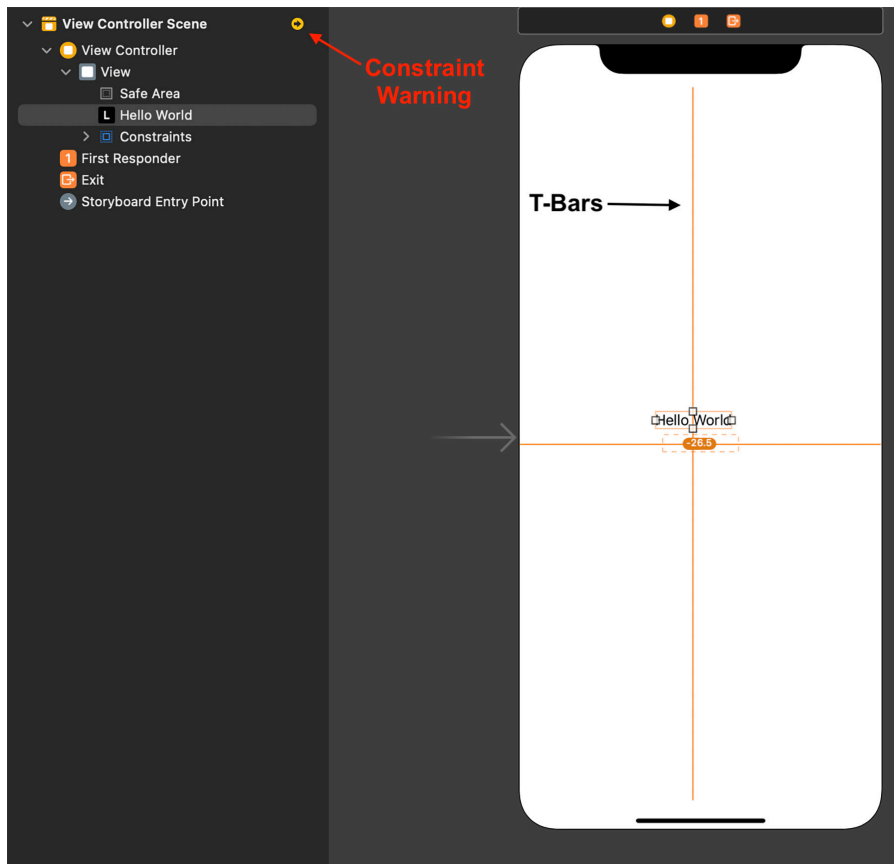 View Controller Scene
View Controller
View
Safe Area
L Hello World
Constraints
1 First Responder
Exit
Storyboard Entry Point
Constraint
Warning
1
T-Bars
Hello World
-26.5